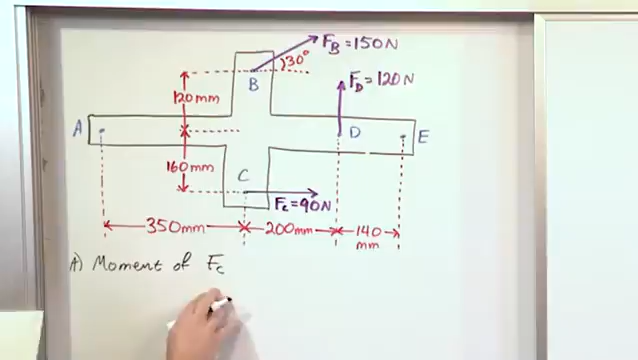 F_B = 150N
30°
B
F_D = 120N
120mm
A
D
E
160mm
C
F_C = 90N
350mm
200mm
140 mm
A) Moment of F_C